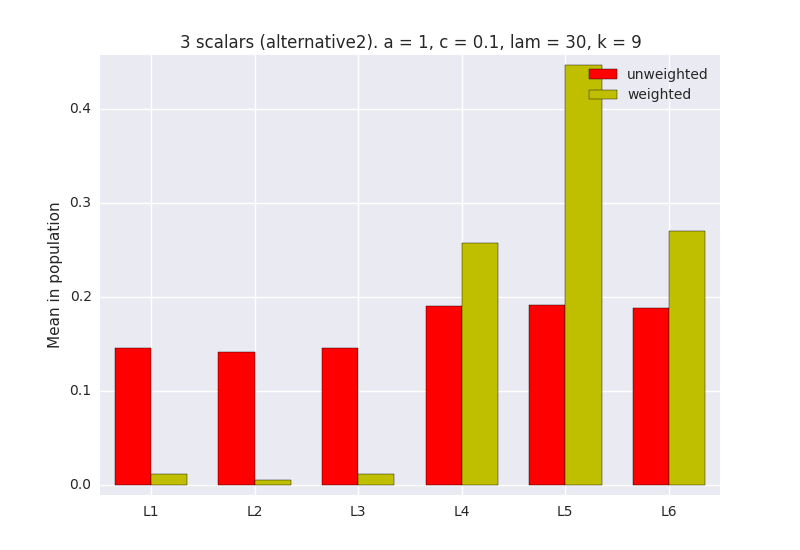 3 scalars (alternative2). a = 1, c = 0.1, lam = 30, k = 9
unweighted
weighted
Mean in population
0.4
0.3
0.2
0.1
0.0
L1 L2 L3 L4 L5 L6